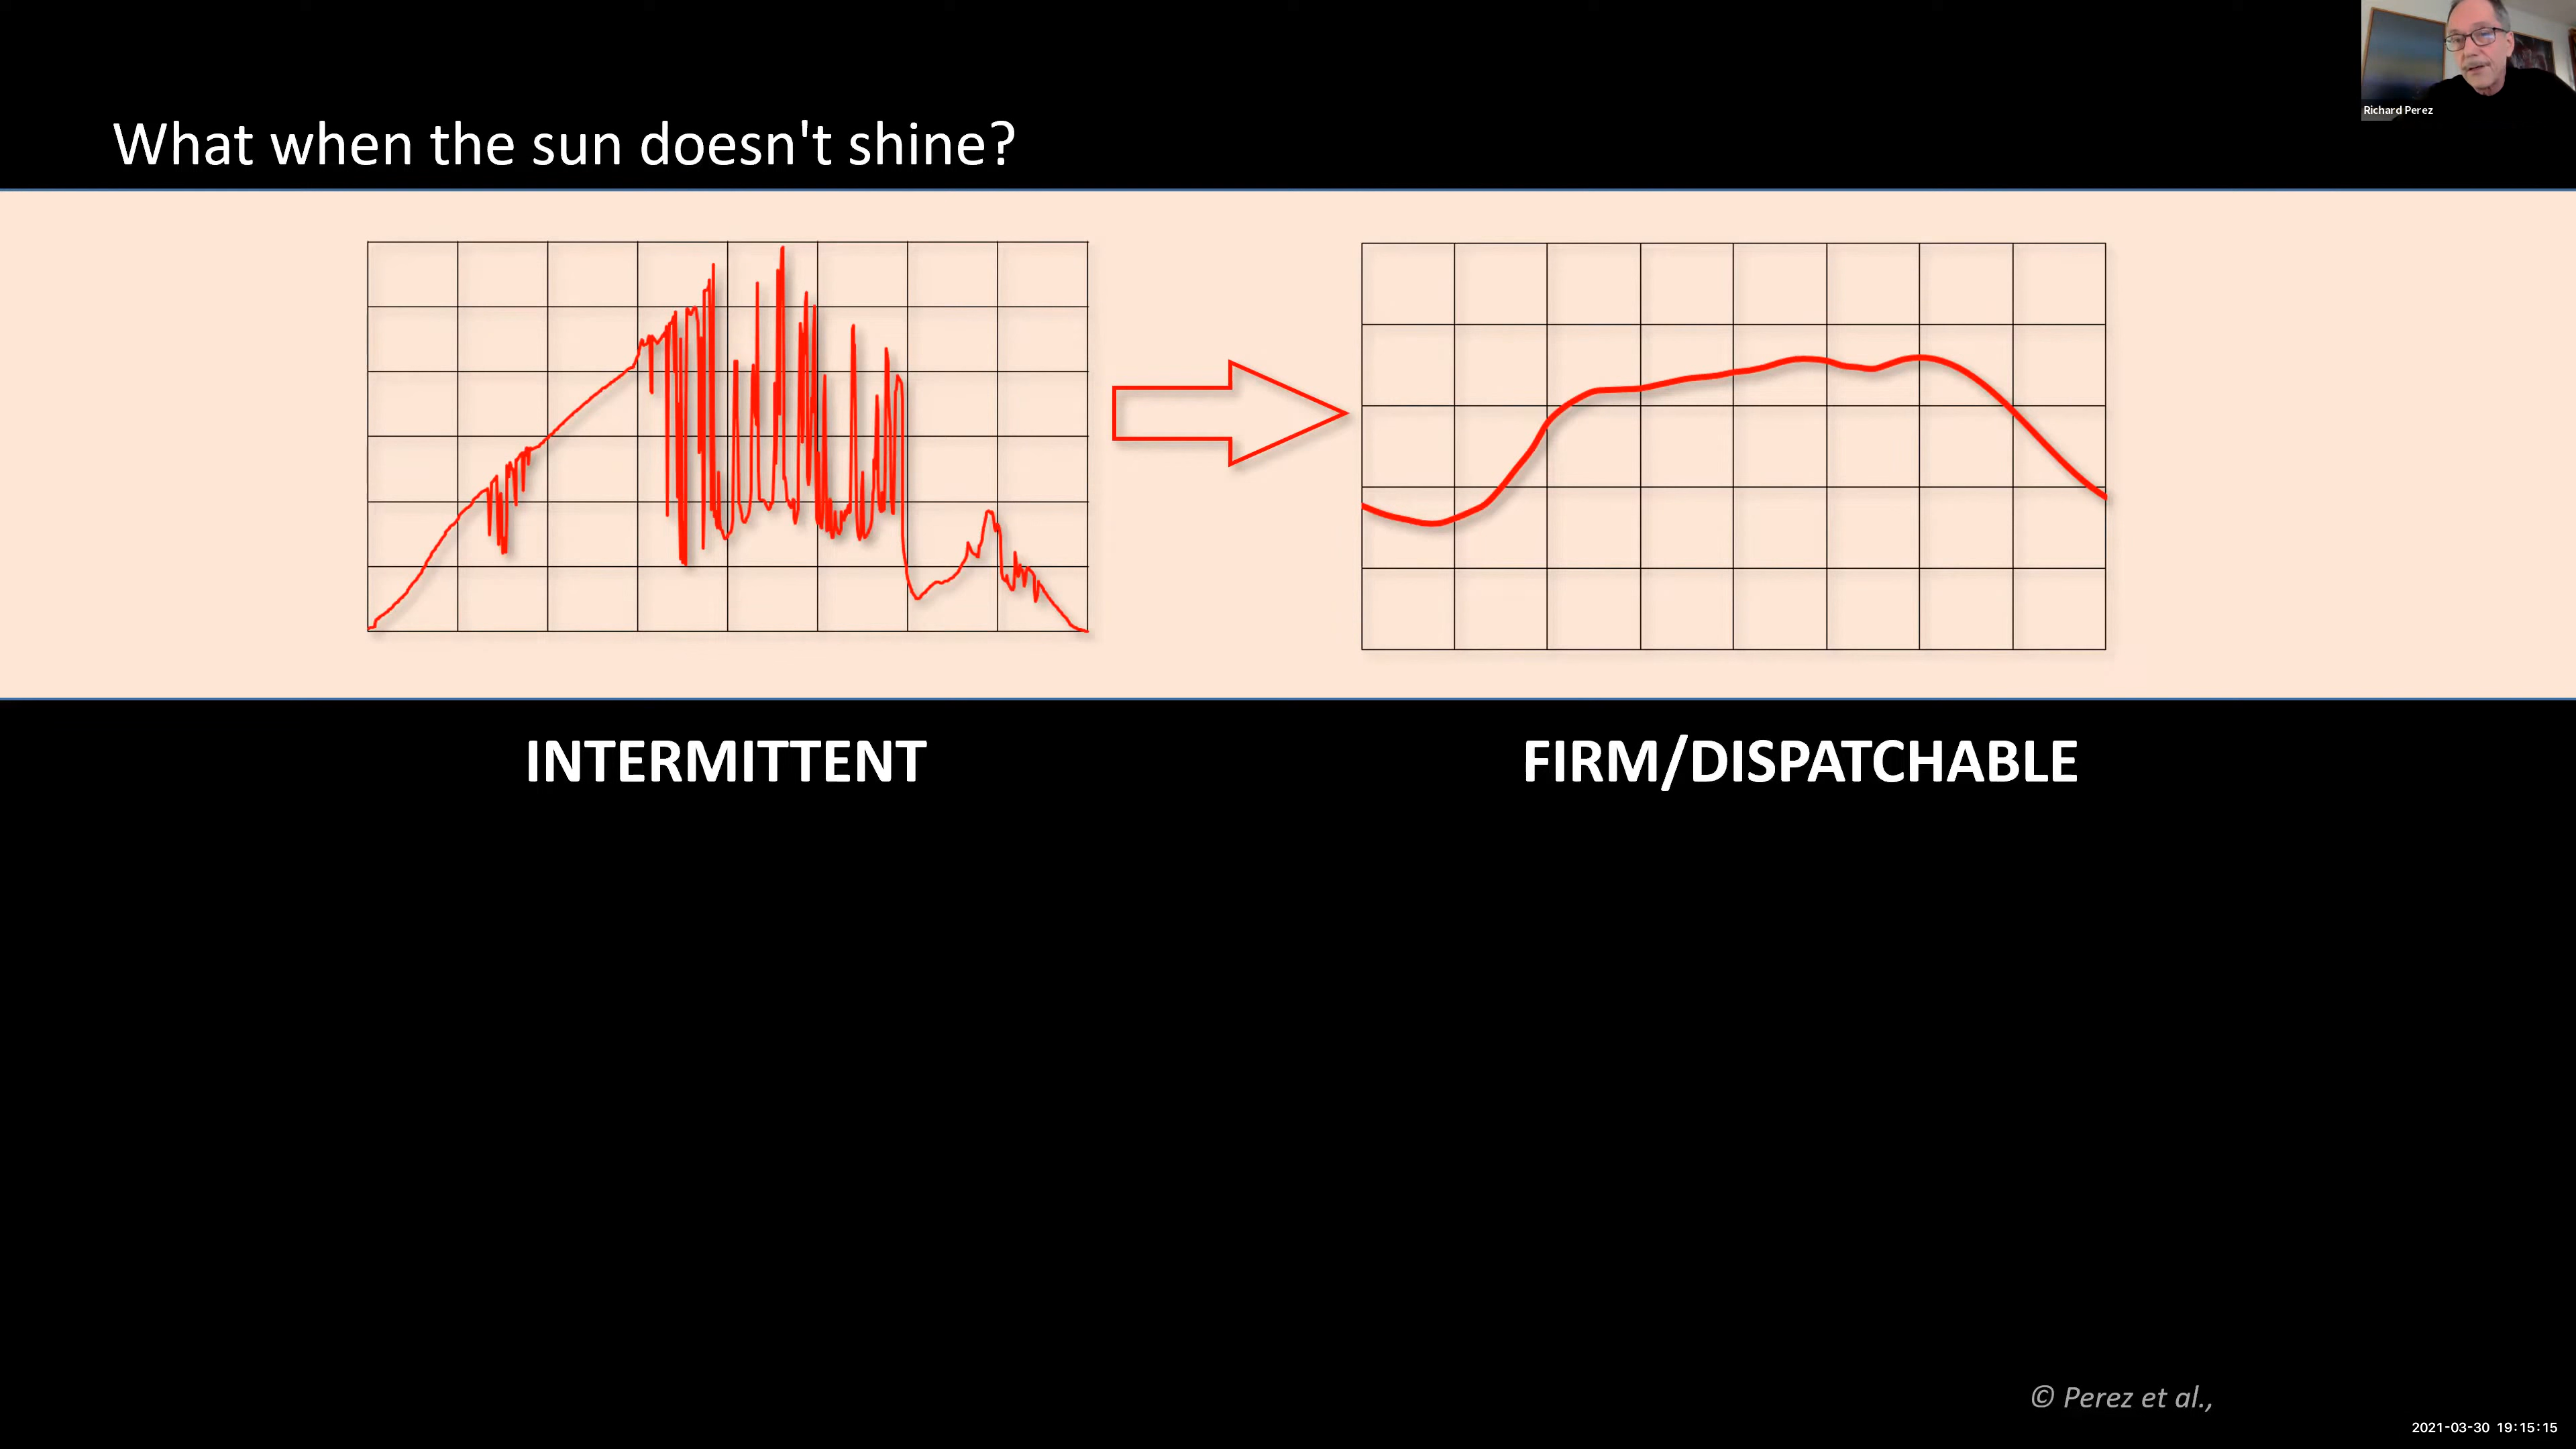 Richard Perez
What when the sun doesn't shine?
INTERMITTENT
FIRM/DISPATCHABLE
© Perez et al.,
2021-03-30 19:15:15